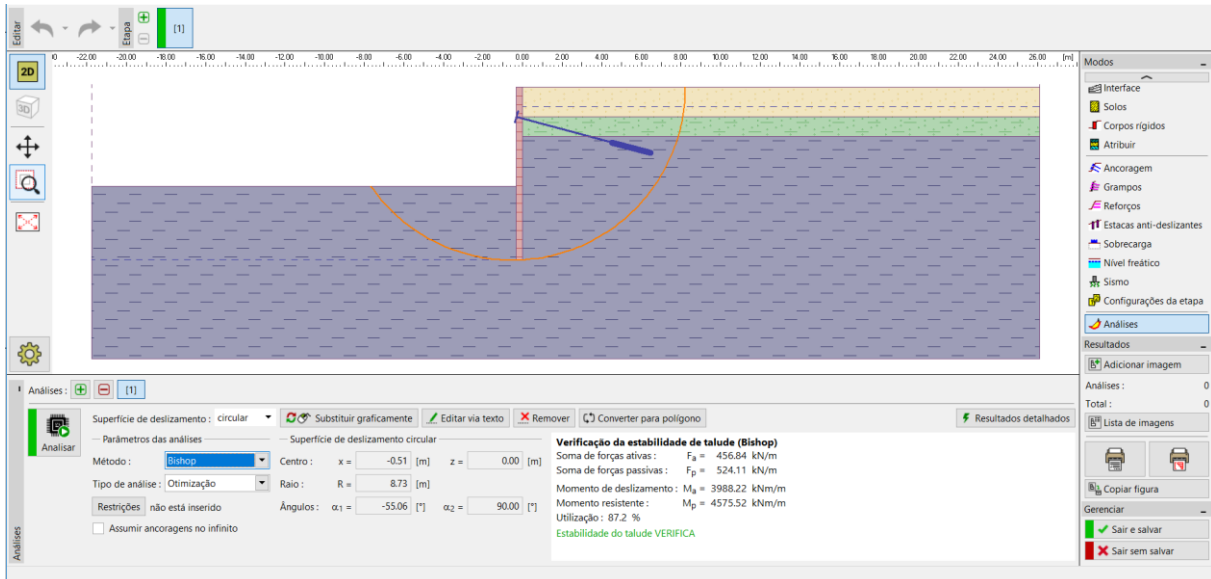 Editar
Etapa
[1]
2D
3D
-22.00 -20.00 -18.00 -16.00 -14.00 -12.00 -10.00 -8.00 -6.00 -4.00 -2.00 0.00 2.00 4.00 6.00 8.00 10.00 12.00 14.00 16.00 18.00 20.00 22.00 24.00 26.00 [m]
Modos
Interface
Solos
Corpos rígidos
Atribuir
Ancoragem
Grampos
Reforços
Estacas anti-deslizantes
Sobrecarga
Nível freático
Sismo
Configurações da etapa
Análises
Resultados
Adicionar imagem
Análises : 0
Total : 0
Lista de imagens
Copiar figura
Gerenciar
Sair e salvar
Sair sem salvar
Análises
Análises : [1]
Analisar
Superfície de deslizamento : circular Substituir graficamente Editar via texto Remover Converter para polígono Resultados detalhados
Parâmetros das análises
Método : Bishop
Tipo de análise : Otimização
Restrições não está inserido
Assumir ancoragens no infinito
Superfície de deslizamento circular
Centro : x = -0.51 [m] z = 0.00 [m]
Raio : R = 8.73 [m]
Ângulos : α1 = -55.06 [°] α2 = 90.00 [°]
Verificação da estabilidade de talude (Bishop)
Soma de forças ativas : Fa = 456.84 kN/m
Soma de forças passivas : Fp = 524.11 kN/m
Momento de deslizamento : Ma = 3988.22 kNm/m
Momento resistente : Mp = 4575.52 kNm/m
Utilização : 87.2 %
Estabilidade do talude VERIFICA